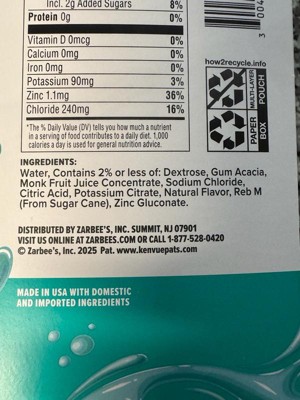 Incl. 2g Added Sugars 8%
Protein 0g 0%
Vitamin D 0mcg 0%
Calcium 0mg 0%
Iron 0mg 0%
Potassium 90mg 3%
Zinc 1.1mg 36%
Chloride 240mg 16%
*The % Daily Value (DV) tells you how much a nutrient
in a serving of food contributes to a daily diet. 1,000
calories a day is used for general nutrition advice.
3 004
how2recycle.info
MULTI-LAYER
POUCH
PAPER
BOX
INGREDIENTS:
Water, Contains 2% or less of: Dextrose, Gum Acacia,
Monk Fruit Juice Concentrate, Sodium Chloride,
Citric Acid, Potassium Citrate, Natural Flavor, Reb M
(From Sugar Cane), Zinc Gluconate.
DISTRIBUTED BY ZARBEE'S, INC. SUMMIT, NJ 07901
VISIT US ONLINE AT ZARBEES.COM OR CALL 1-877-528-0420
© Zarbee's, Inc. 2025 Pat. www.kenvuepats.com
MADE IN USA WITH DOMESTIC
AND IMPORTED INGREDIENTS